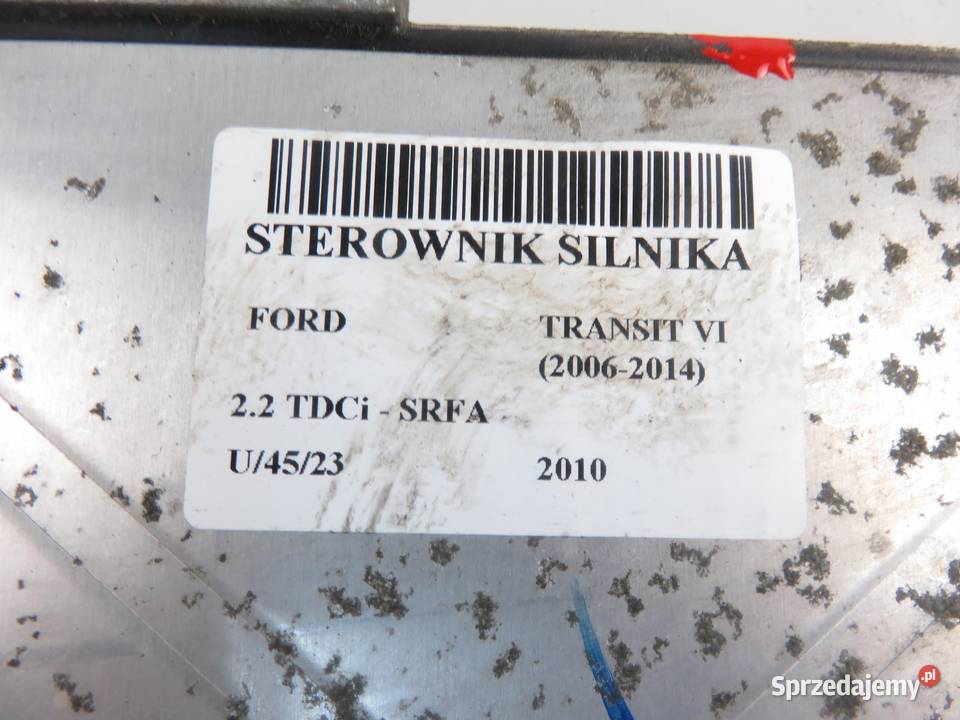 STEROWNIK SILNIKA
FORD
TRANSIT VI
(2006-2014)
2.2 TDCi - SRFA
U/45/23
2010
Sprzedajemy.pl